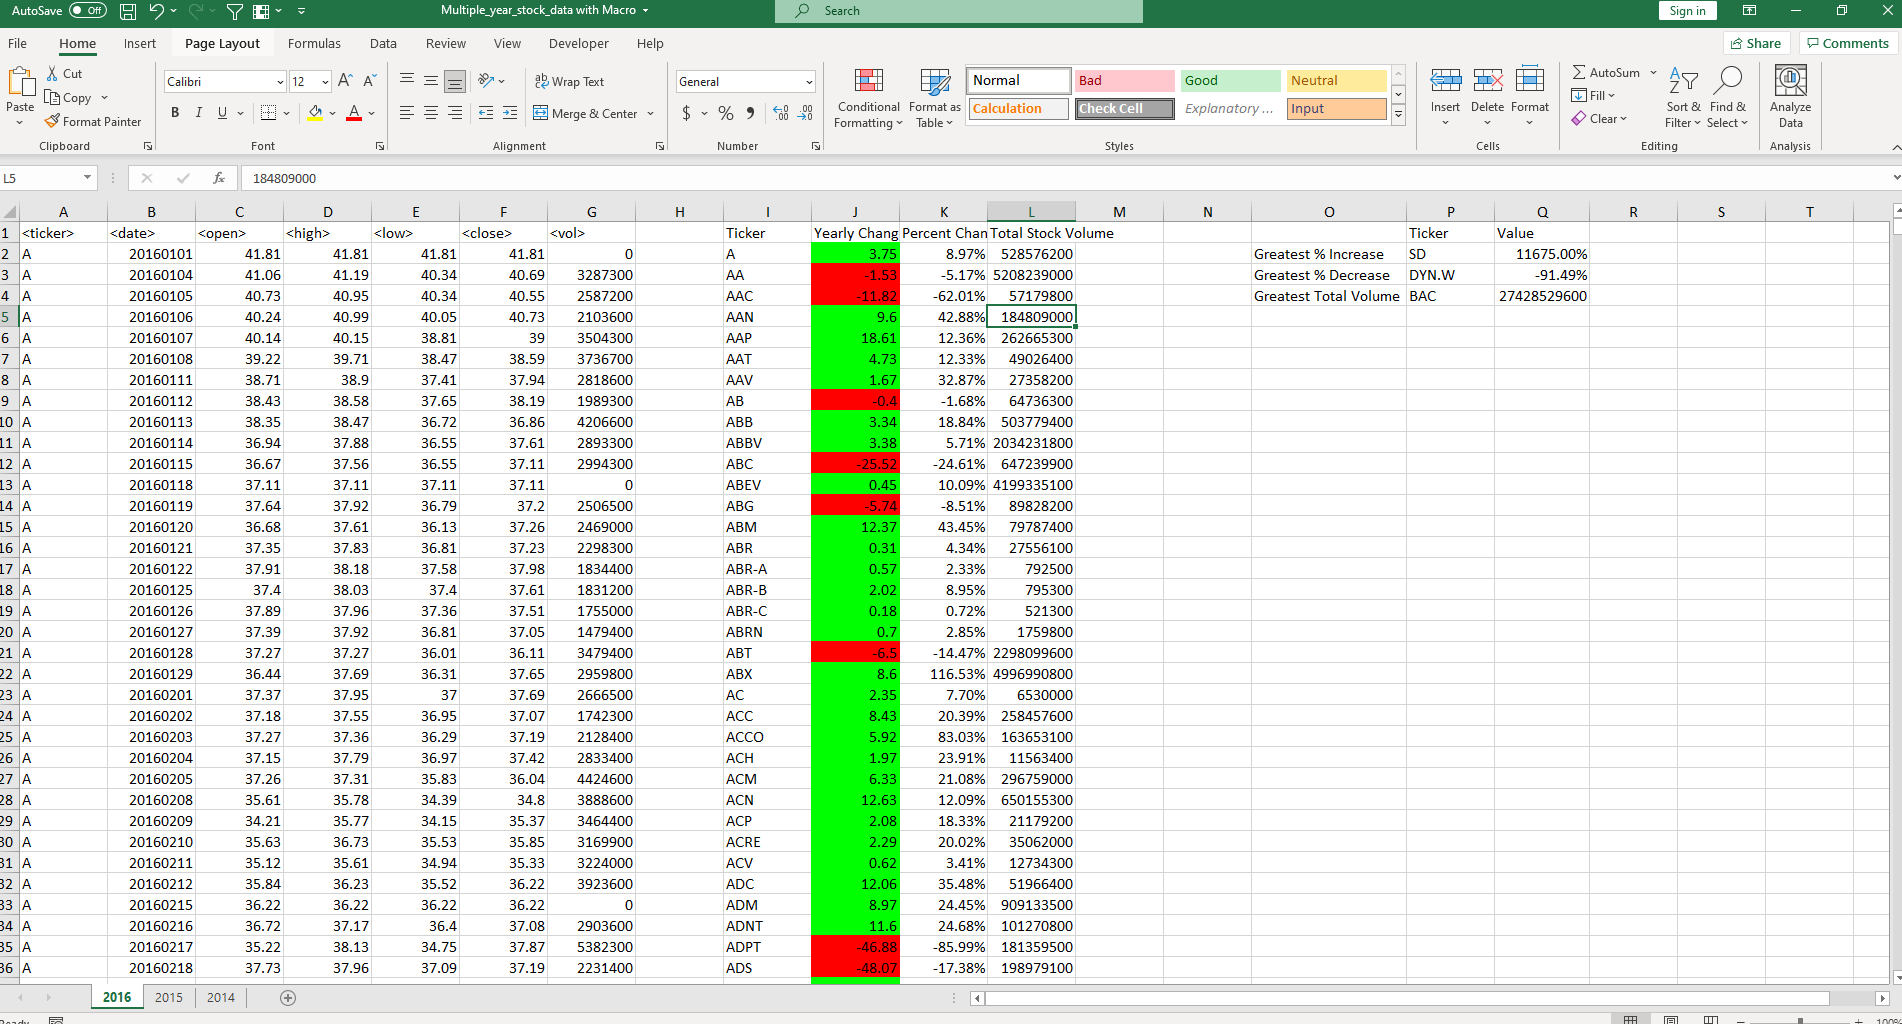 AutoSave Off Multiple_year_stock_data with Macro Search Sign in
File Home Insert Page Layout Formulas Data Review View Developer Help Share Comments
Cut
Copy
Format Painter
Paste
Calibri 12
B I U
Wrap Text
Merge & Center
General
$ %
Conditional Formatting
Format as Table
Normal Bad Good Neutral
Calculation Check Cell Explanatory ... Input
Insert Delete Format
AutoSum
Fill
Clear
Sort & Filter
Find & Select
Analyze Data
Clipboard Font Alignment Number Styles Cells Editing Analysis
L5 fx 184809000
A B C D E F G H I J K L M N O P Q R S T
1 <ticker> <date> <open> <high> <low> <close> <vol> Ticker Yearly Chang Percent Chan Total Stock Volume Ticker Value
2 A 20160101 41.81 41.81 41.81 41.81 0 A 3.75 8.97% 528576200 Greatest % Increase SD 11675.00%
3 A 20160104 41.06 41.19 40.34 40.69 3287300 AA -1.53 -5.17% 5208239000 Greatest % Decrease DYN.W -91.49%
4 A 20160105 40.73 40.95 40.34 40.55 2587200 AAC -11.82 -62.01% 57179800 Greatest Total Volume BAC 27428529600
5 A 20160106 40.24 40.99 40.05 40.73 2103600 AAN 9.6 42.88% 184809000
6 A 20160107 40.14 40.15 38.81 39 3504300 AAP 18.61 12.36% 262665300
7 A 20160108 39.22 39.71 38.47 38.59 3736700 AAT 4.73 12.33% 49026400
8 A 20160111 38.71 38.9 37.41 37.94 2818600 AAV 1.67 32.87% 27358200
9 A 20160112 38.43 38.58 37.65 38.19 1989300 AB -0.4 -1.68% 64736300
10 A 20160113 38.35 38.47 36.72 36.86 4206600 ABB 3.34 18.84% 503779400
11 A 20160114 36.94 37.88 36.55 37.61 2893300 ABBV 3.38 5.71% 2034231800
12 A 20160115 36.67 37.56 36.55 37.11 2994300 ABC -25.52 -24.61% 647239900
13 A 20160118 37.11 37.11 37.11 37.11 0 ABEV 0.45 10.09% 4199335100
14 A 20160119 37.64 37.92 36.79 37.2 2506500 ABG -5.74 -8.51% 89828200
15 A 20160120 36.68 37.61 36.13 37.26 2469000 ABM 12.37 43.45% 79787400
16 A 20160121 37.35 37.83 36.81 37.23 2298300 ABR 0.31 4.34% 27556100
17 A 20160122 37.91 38.18 37.58 37.98 1834400 ABR-A 0.57 2.33% 792500
18 A 20160125 37.4 38.03 37.4 37.61 1831200 ABR-B 2.02 8.95% 795300
19 A 20160126 37.89 37.96 37.36 37.51 1755000 ABR-C 0.18 0.72% 521300
20 A 20160127 37.39 37.92 36.81 37.05 1479400 ABRN 0.7 2.85% 1759800
21 A 20160128 37.27 37.27 36.01 36.11 3479400 ABT -6.5 -14.47% 2298099600
22 A 20160129 36.44 37.69 36.31 37.65 2959800 ABX 8.6 116.53% 4996990800
23 A 20160201 37.37 37.95 37 37.69 2666500 AC 2.35 7.70% 6530000
24 A 20160202 37.18 37.55 36.95 37.07 1742300 ACC 8.43 20.39% 258457600
25 A 20160203 37.27 37.36 36.29 37.19 2128400 ACCO 5.92 83.03% 163653100
26 A 20160204 37.15 37.79 36.97 37.42 2833400 ACH 1.97 23.91% 11563400
27 A 20160205 37.26 37.31 35.83 36.04 4424600 ACM 6.33 21.08% 296759000
28 A 20160208 35.61 35.78 34.39 34.8 3888600 ACN 12.63 12.09% 650155300
29 A 20160209 34.21 35.77 34.15 35.37 3464400 ACP 2.08 18.33% 21179200
30 A 20160210 35.63 36.73 35.53 35.85 3169900 ACRE 2.29 20.02% 35062000
31 A 20160211 35.12 35.61 34.94 35.33 3224000 ACV 0.62 3.41% 12734300
32 A 20160212 35.84 36.23 35.52 36.22 3923600 ADC 12.06 35.48% 51966400
33 A 20160215 36.22 36.22 36.22 36.22 0 ADM 8.97 24.45% 909133500
34 A 20160216 36.72 37.17 36.4 37.08 2903600 ADNT 11.6 24.68% 101270800
35 A 20160217 35.22 38.13 34.75 37.87 5382300 ADPT -46.88 -85.99% 181359500
36 A 20160218 37.73 37.96 37.09 37.19 2231400 ADS -48.07 -17.38% 198979100
2016 2015 2014
100%